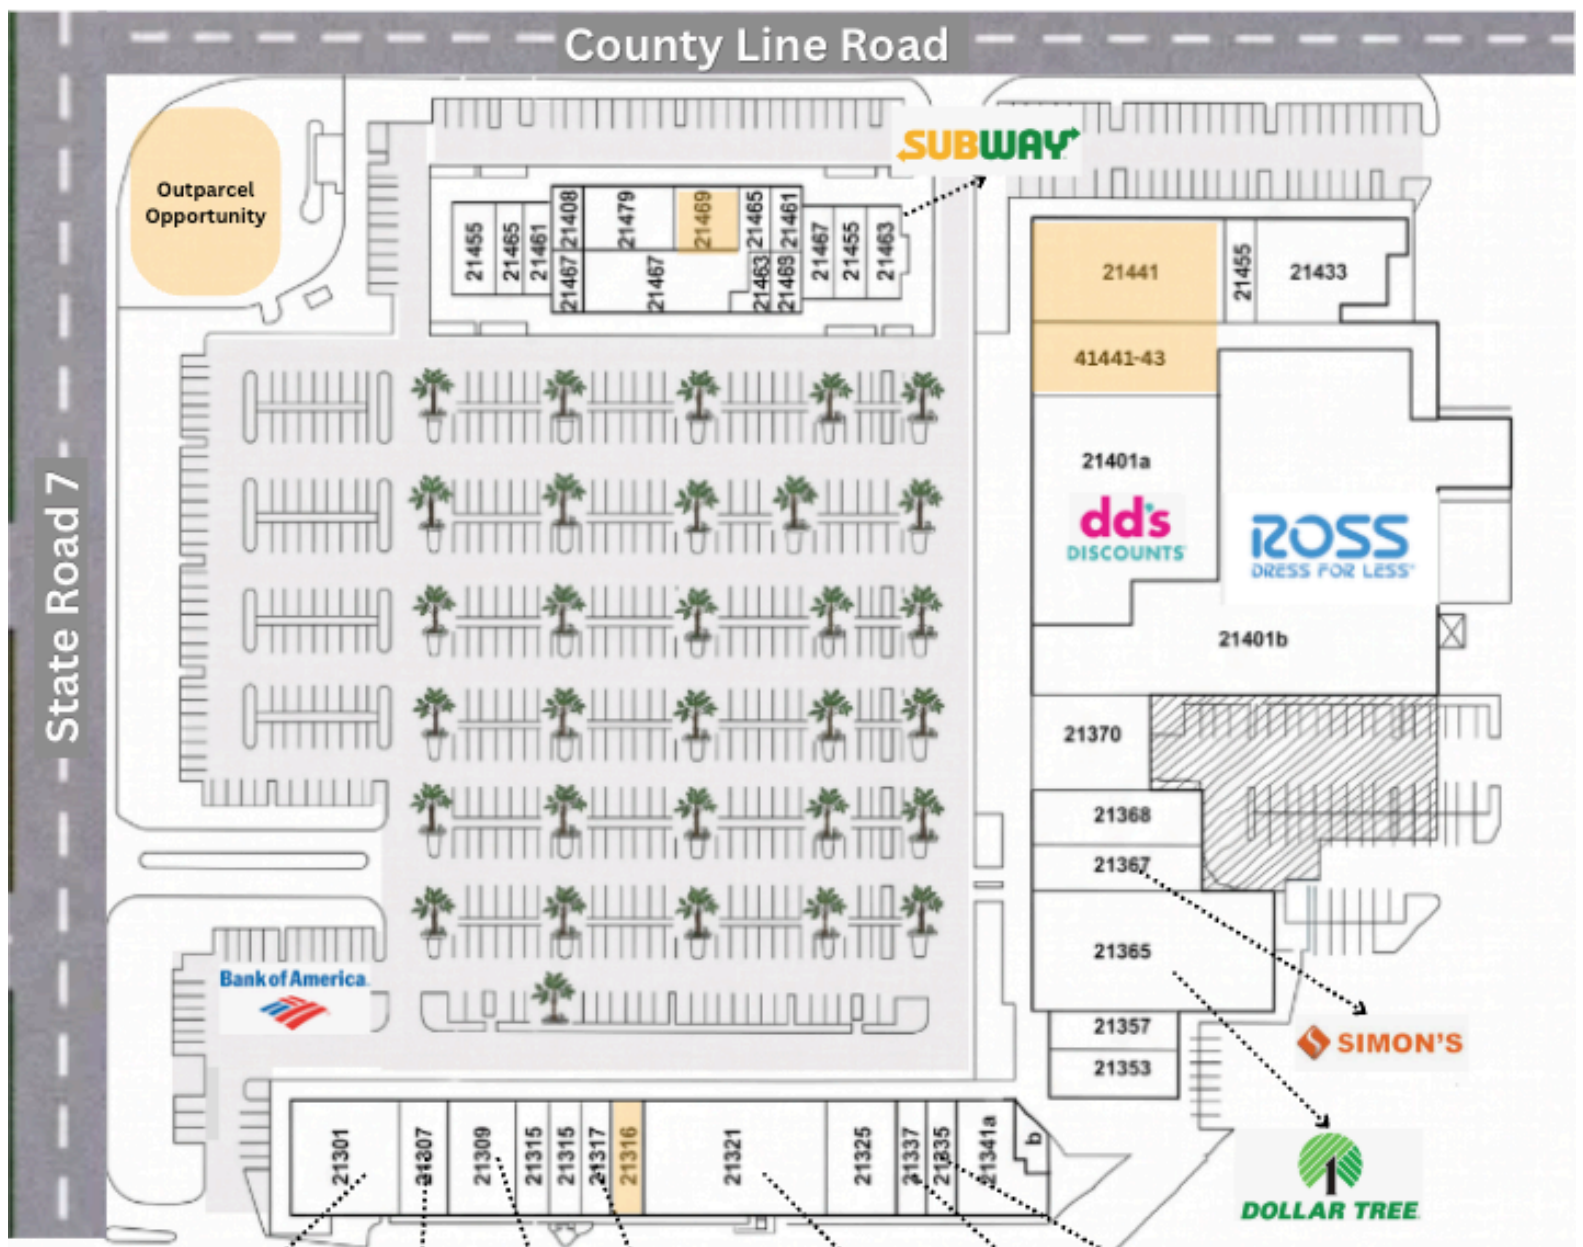 County Line Road
State Road 7
Outparcel
Opportunity
SUBWAY
21455
21465
21461
21408
21467
21479
21469
21467
21465
21461
21463
21469
21467
21455
21463
21441
21455
21433
41441-43
21401a
dd's
DISCOUNTS
ROSS
DRESS FOR LESS
21401b
21370
21368
21367
21365
21357
21353
SIMON'S
DOLLAR TREE
Bank of America
21301
21307
21309
21315
21315
21317
21316
21321
21325
21337
21335
21341a
b